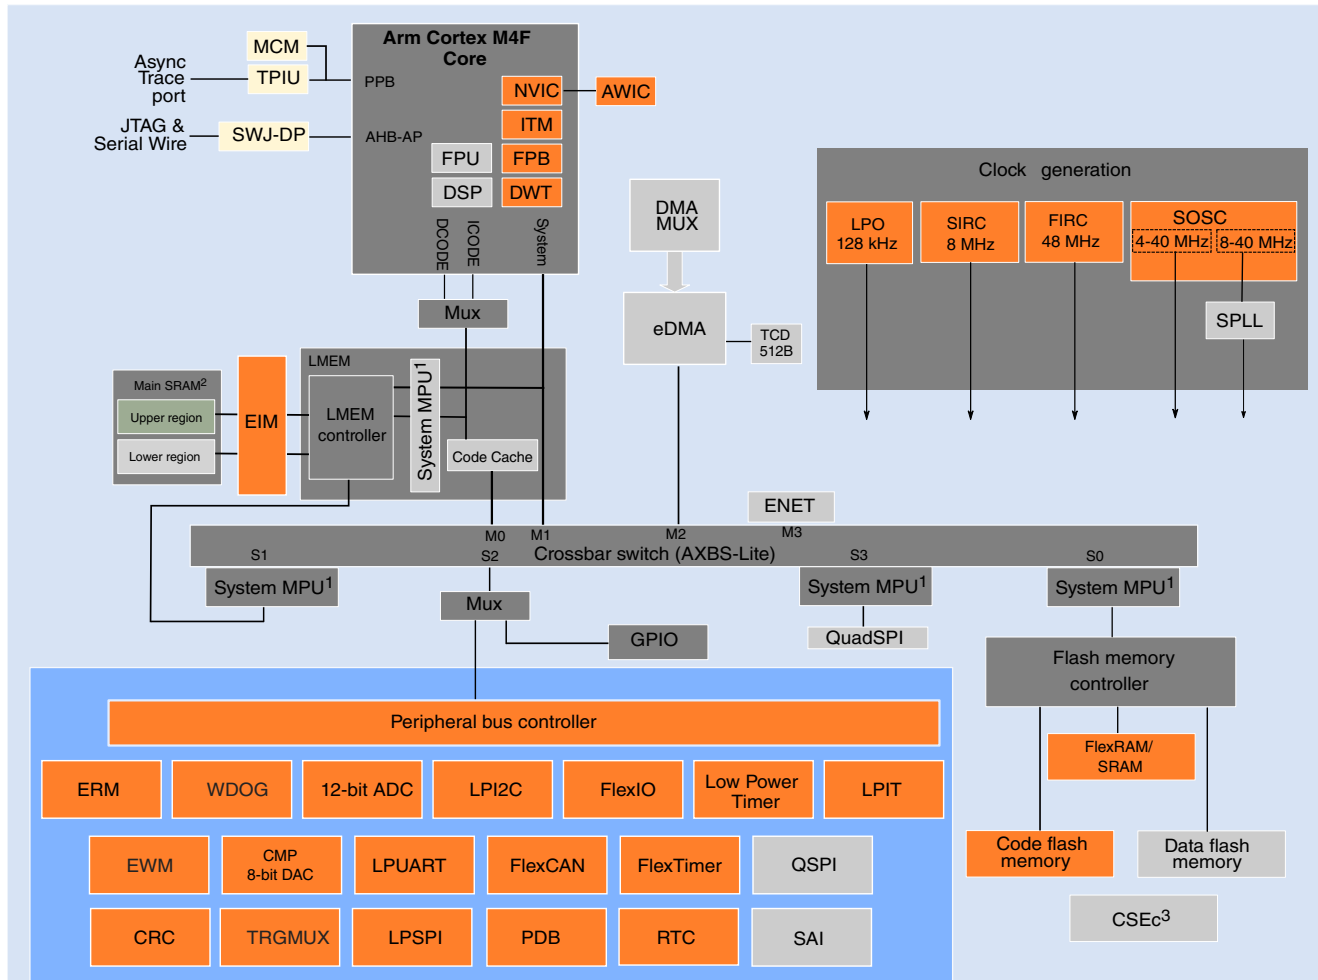 Arm Cortex M4F
Core
MCM
Async
Trace
port
TPIU
PPB
NVIC
AWIC
ITM
JTAG &
Serial Wire
SWJ-DP
AHB-AP
FPU
FPB
DSP
DWT
DCODE
ICODE
System
DMA
MUX
Clock generation
LPO
128 kHz
SIRC
8 MHz
FIRC
48 MHz
SOSC
4-40 MHz
8-40 MHz
SPLL
Mux
eDMA
TCD
512B
LMEM
Main SRAM2
Upper region
Lower region
EIM
LMEM
controller
System MPU1
Code Cache
ENET
M0
M1
M2
M3
Crossbar switch (AXBS-Lite)
S1
S2
S3
S0
System MPU1
System MPU1
System MPU1
Mux
GPIO
QuadSPI
Flash memory
controller
Peripheral bus controller
FlexRAM/
SRAM
ERM
WDOG
12-bit ADC
LPI2C
FlexIO
Low Power
Timer
LPIT
EWM
CMP
8-bit DAC
LPUART
FlexCAN
FlexTimer
QSPI
Code flash
memory
Data flash
memory
CRC
TRGMUX
LPSPI
PDB
RTC
SAI
CSEc3